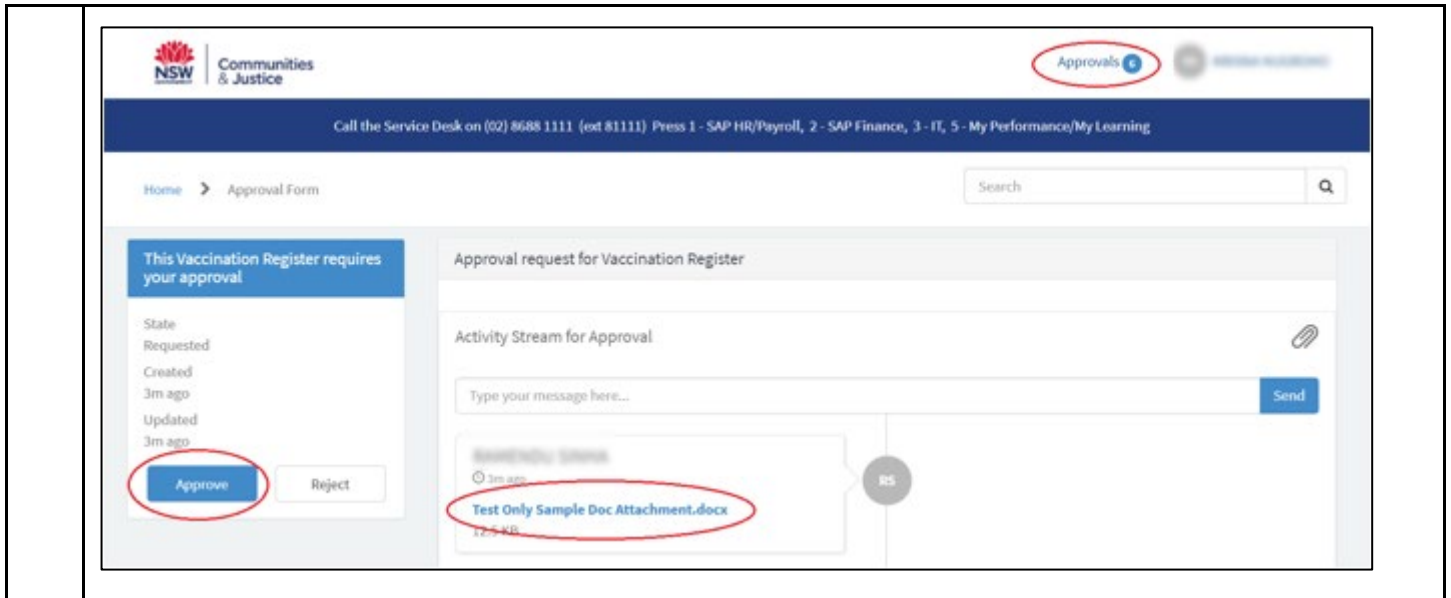 NSW
Communities
& Justice
Approvals 6
Call the Service Desk on (02) 8688 1111 (ext 81111) Press 1 - SAP HR/Payroll, 2 - SAP Finance, 3 - IT, 5 - My Performance/My Learning
Home > Approval Form
Search
This Vaccination Register requires
your approval
State
Requested
Created
3m ago
Updated
3m ago
Approve
Reject
Approval request for Vaccination Register
Activity Stream for Approval
Type your message here...
Send
3m ago
RS
Test Only Sample Doc Attachment.docx
12.5 KB